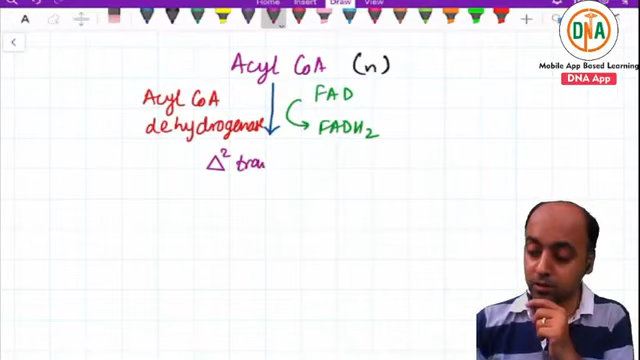 Home Insert Draw View
DNA
Mobile App Based Learning
DNA App
Acyl CoA (n)
Acyl CoA
dehydrogenase
FAD
FADH2
Δ² tran